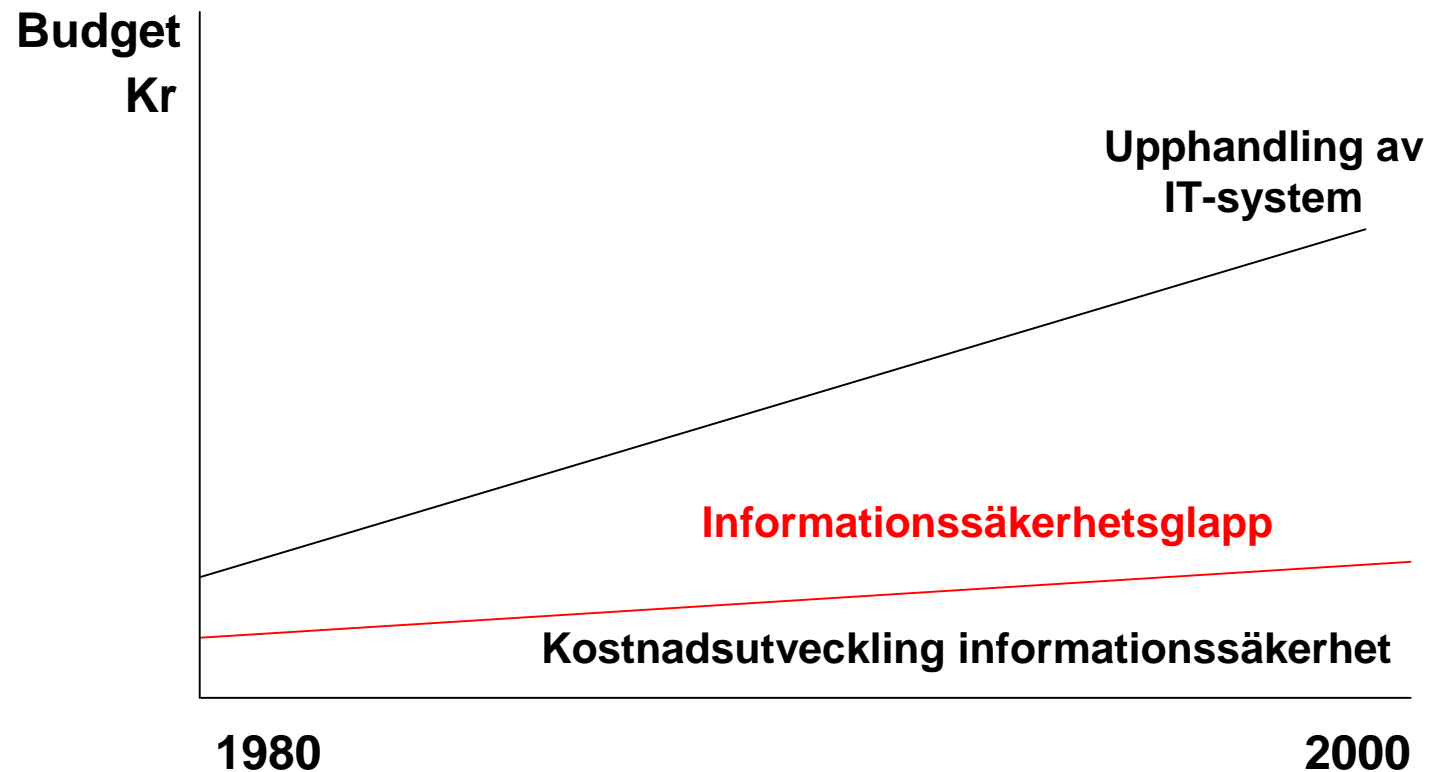 Budget
Kr
Upphandling av
IT-system
Informationssäkerhetsglapp
Kostnadsutveckling informationssäkerhet
1980
2000